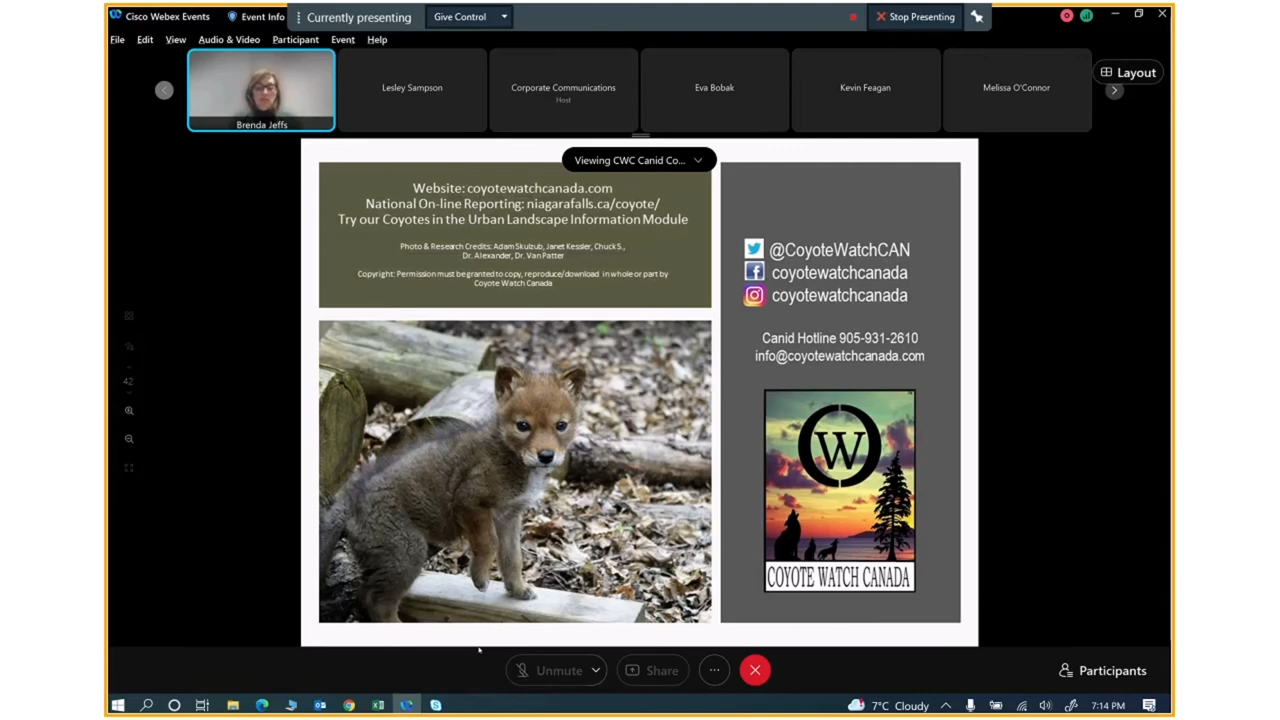 Cisco Webex Events
Event Info
Currently presenting
Give Control
Stop Presenting
File Edit View Audio & Video Participant Event Help
Layout
Brenda Jeffs
Lesley Sampson
Corporate Communications
Host
Eva Bobak
Kevin Feagan
Melissa O'Connor
Viewing CWC Canid Co...
Website: coyotewatchcanada.com
National On-line Reporting: niagarafalls.ca/coyote/
Try our Coyotes in the Urban Landscape Information Module
Photo & Research Credits: Adam Skulzub, Janet Kessler, Chuck S.,
Dr. Alexander, Dr. Van Patter
Copyright: Permission must be granted to copy, reproduce/download in whole or part by
Coyote Watch Canada
@CoyoteWatchCAN
coyotewatchcanada
coyotewatchcanada
Canid Hotline 905-931-2610
info@coyotewatchcanada.com
W
COYOTE WATCH CANADA
42
Unmute
Share
Participants
7°C Cloudy
7:14 PM